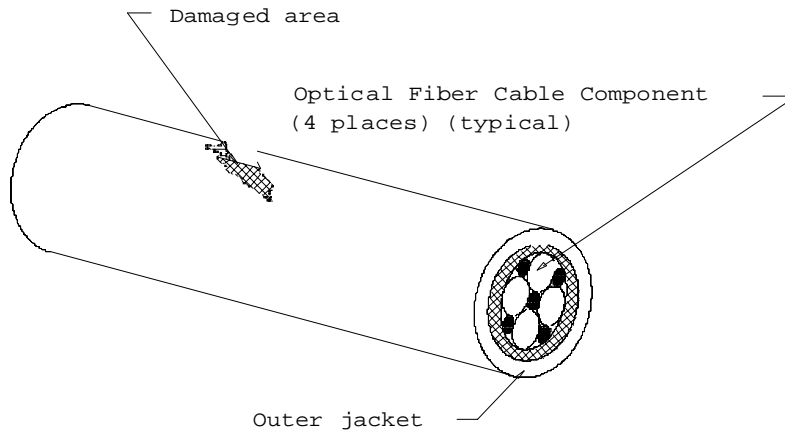 Damaged area
Optical Fiber Cable Component
(4 places) (typical)
Outer jacket